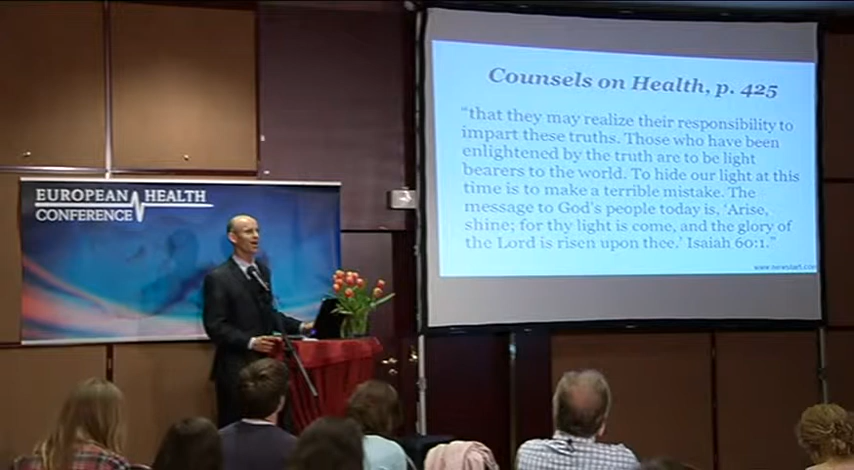 EUROPEAN HEALTH
CONFERENCE
Counsels on Health, p. 425
“that they may realize their responsibility to
impart these truths. Those who have been
enlightened by the truth are to be light
bearers to the world. To hide our light at this
time is to make a terrible mistake. The
message to God's people today is, ‘Arise,
shine; for thy light is come, and the glory of
the Lord is risen upon thee.’ Isaiah 60:1.”
www.newstart.com